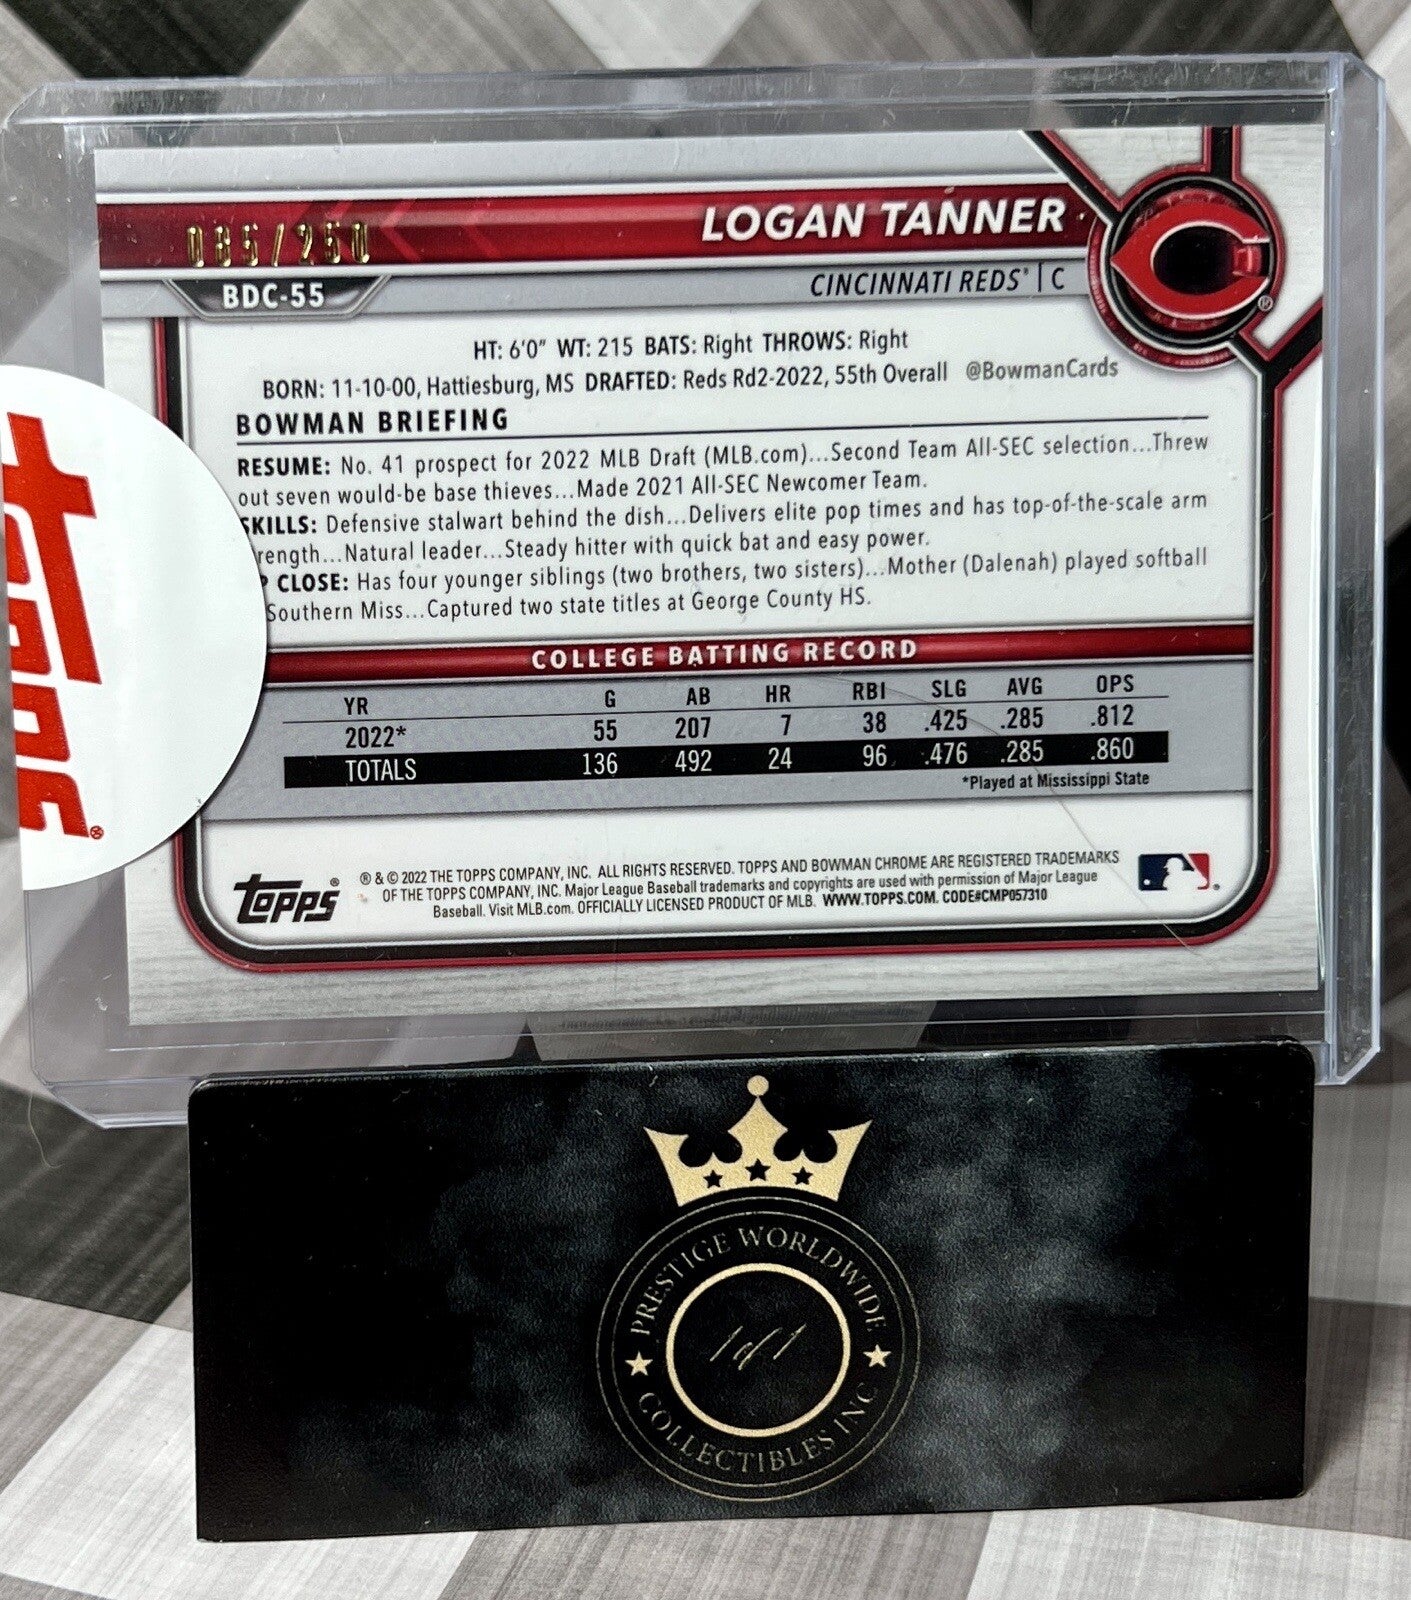 085/250
LOGAN TANNER
BDC-55
CINCINNATI REDS® | C
HT: 6'0" WT: 215 BATS: Right THROWS: Right
BORN: 11-10-00, Hattiesburg, MS DRAFTED: Reds Rd2-2022, 55th Overall @BowmanCards
BOWMAN BRIEFING
RESUME: No. 41 prospect for 2022 MLB Draft (MLB.com)...Second Team All-SEC selection...Threw
out seven would-be base thieves...Made 2021 All-SEC Newcomer Team.
SKILLS: Defensive stalwart behind the dish...Delivers elite pop times and has top-of-the-scale arm
rength...Natural leader...Steady hitter with quick bat and easy power.
P CLOSE: Has four younger siblings (two brothers, two sisters)...Mother (Dalenah) played softball
Southern Miss...Captured two state titles at George County HS.
COLLEGE BATTING RECORD
YR G AB HR RBI SLG AVG OPS
2022* 55 207 7 38 .425 .285 .812
TOTALS 136 492 24 96 .476 .285 .860
*Played at Mississippi State
topps®
® & © 2022 THE TOPPS COMPANY, INC. ALL RIGHTS RESERVED. TOPPS AND BOWMAN CHROME ARE REGISTERED TRADEMARKS
OF THE TOPPS COMPANY, INC. Major League Baseball trademarks and copyrights are used with permission of Major League
Baseball. Visit MLB.com. OFFICIALLY LICENSED PRODUCT OF MLB. WWW.TOPPS.COM. CODE#CMP057310
PRESTIGE WORLDWIDE
1 of 1
COLLECTIBLES INC